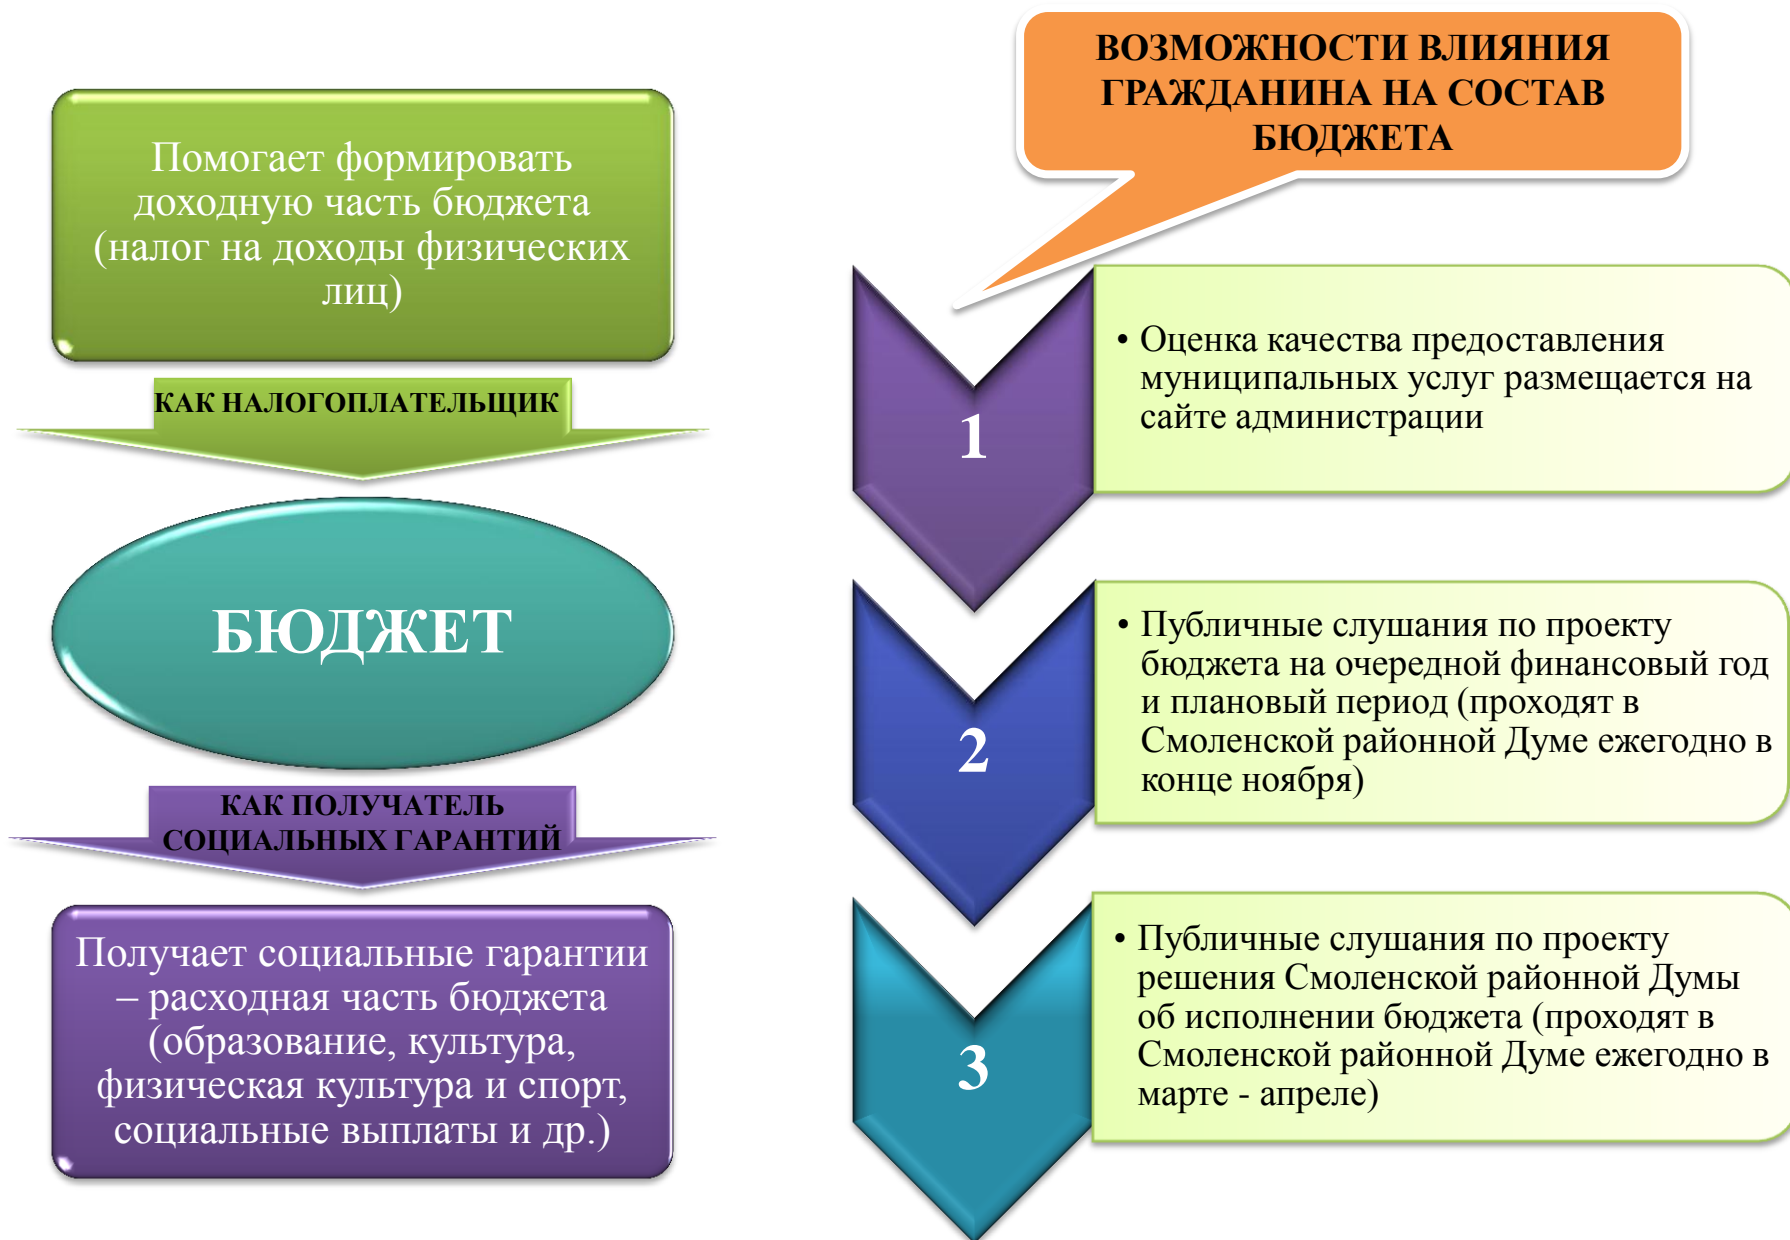 Помогает формировать
доходную часть бюджета
(налог на доходы физических
лиц)
КАК НАЛОГОПЛАТЕЛЬЩИК
БЮДЖЕТ
КАК ПОЛУЧАТЕЛЬ
СОЦИАЛЬНЫХ ГАРАНТИЙ
Получает социальные гарантии
– расходная часть бюджета
(образование, культура,
физическая культура и спорт,
социальные выплаты и др.)
ВОЗМОЖНОСТИ ВЛИЯНИЯ
ГРАЖДАНИНА НА СОСТАВ
БЮДЖЕТА
1
• Оценка качества предоставления
муниципальных услуг размещается на
сайте администрации
2
• Публичные слушания по проекту
бюджета на очередной финансовый год
и плановый период (проходят в
Смоленской районной Думе ежегодно в
конце ноября)
3
• Публичные слушания по проекту
решения Смоленской районной Думы
об исполнении бюджета (проходят в
Смоленской районной Думе ежегодно в
марте - апреле)